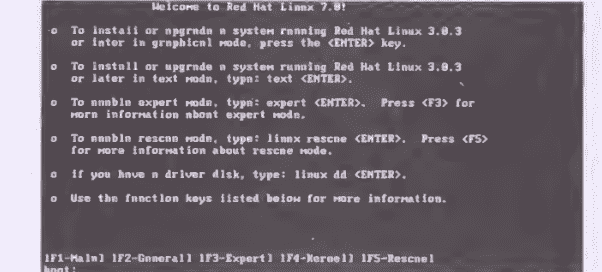 Welcome to Red Hat Linux 7.0!
o To install or upgrade a system running Red Hat Linux 3.0.3
or later in graphical mode, press the <ENTER> key.
o To install or upgrade a system running Red Hat Linux 3.0.3
or later in text mode, type: text <ENTER>.
o To enable expert mode, type: expert <ENTER>. Press <F3> for
more information about expert mode.
o To enable rescue mode, type: linux rescue <ENTER>. Press <F5>
for more information about rescue mode.
o If you have a driver disk, type: linux dd <ENTER>.
o Use the function keys listed below for more information.
[F1-Main] [F2-General] [F3-Expert] [F4-Kernel] [F5-Rescue]
boot: